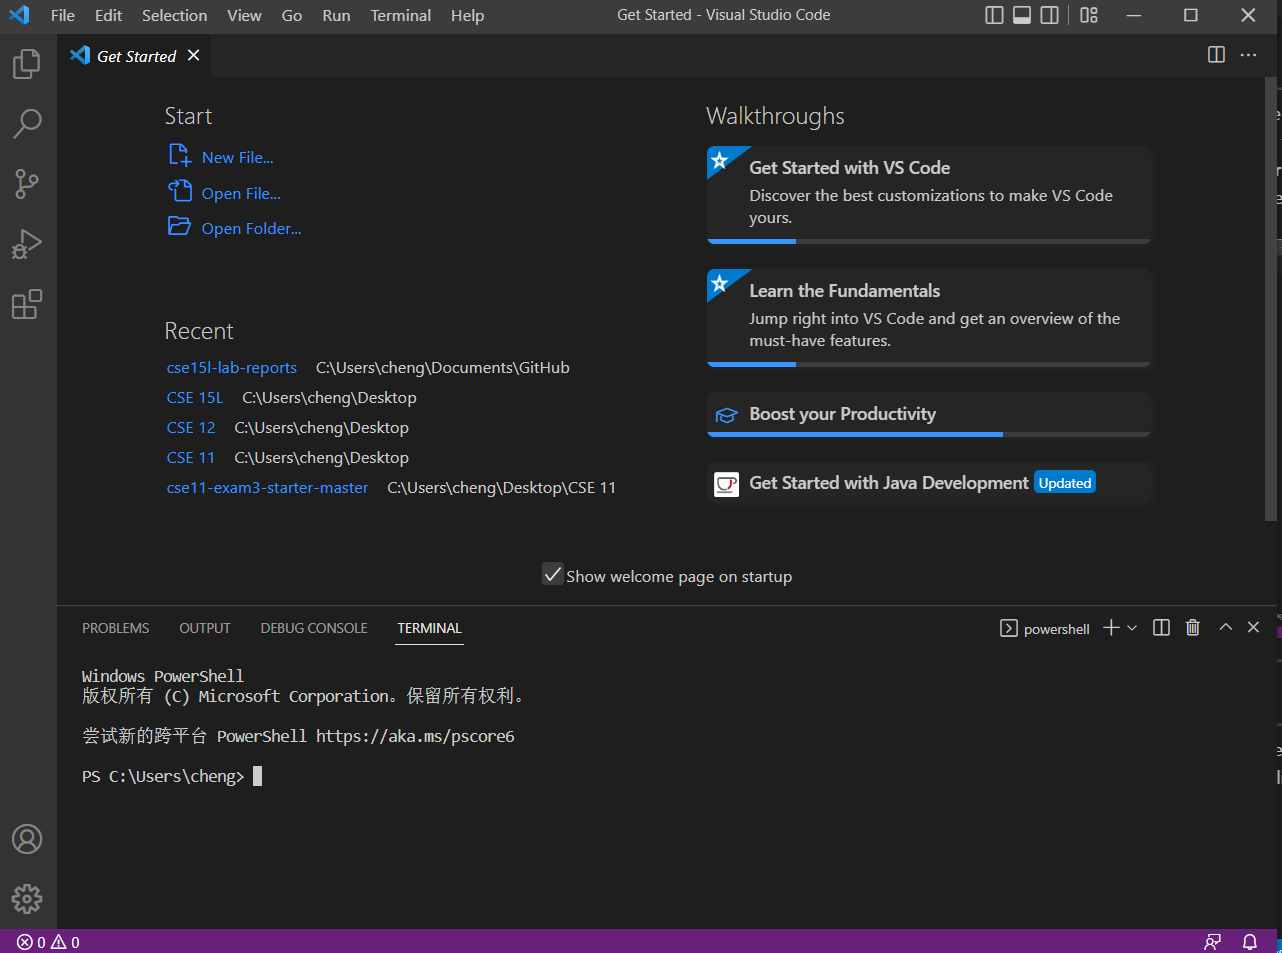 File Edit Selection View Go Run Terminal Help Get Started - Visual Studio Code
Get Started
Start
New File...
Open File...
Open Folder...
Recent
cse15l-lab-reports C:\Users\cheng\Documents\GitHub
CSE 15L C:\Users\cheng\Desktop
CSE 12 C:\Users\cheng\Desktop
CSE 11 C:\Users\cheng\Desktop
cse11-exam3-starter-master C:\Users\cheng\Desktop\CSE 11
Walkthroughs
Get Started with VS Code
Discover the best customizations to make VS Code
yours.
Learn the Fundamentals
Jump right into VS Code and get an overview of the
must-have features.
Boost your Productivity
Get Started with Java Development Updated
Show welcome page on startup
PROBLEMS OUTPUT DEBUG CONSOLE TERMINAL powershell
Windows PowerShell
版权所有 (C) Microsoft Corporation。保留所有权利。
尝试新的跨平台 PowerShell https://aka.ms/pscore6
PS C:\Users\cheng>
0 0